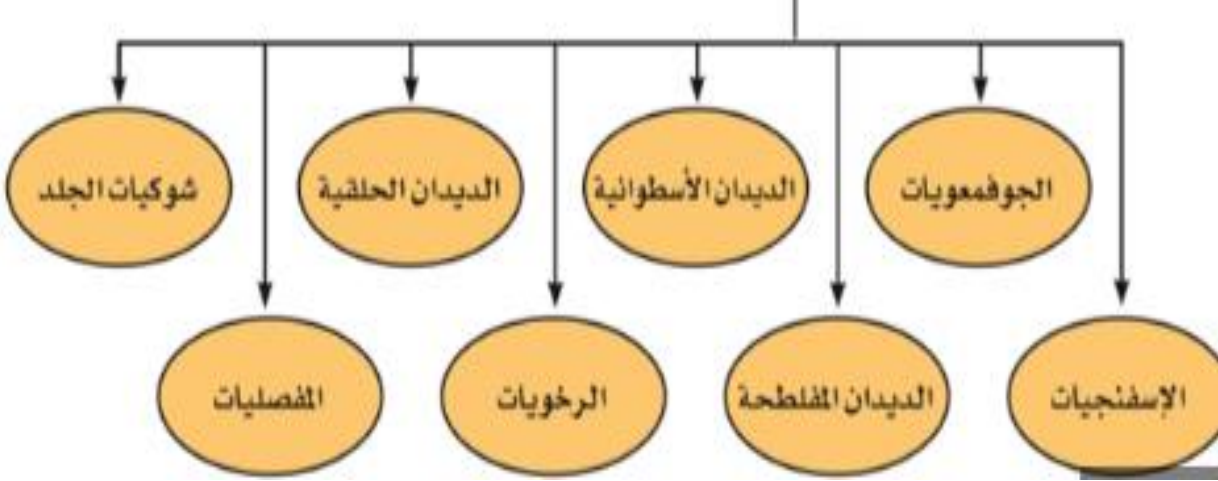 الجوفمعويات
الديدان الأسطوانية
الديدان الحلقية
شوكيات الجلد
الإسفنجيات
الديدان المفلطحة
الرخويات
المفصليات